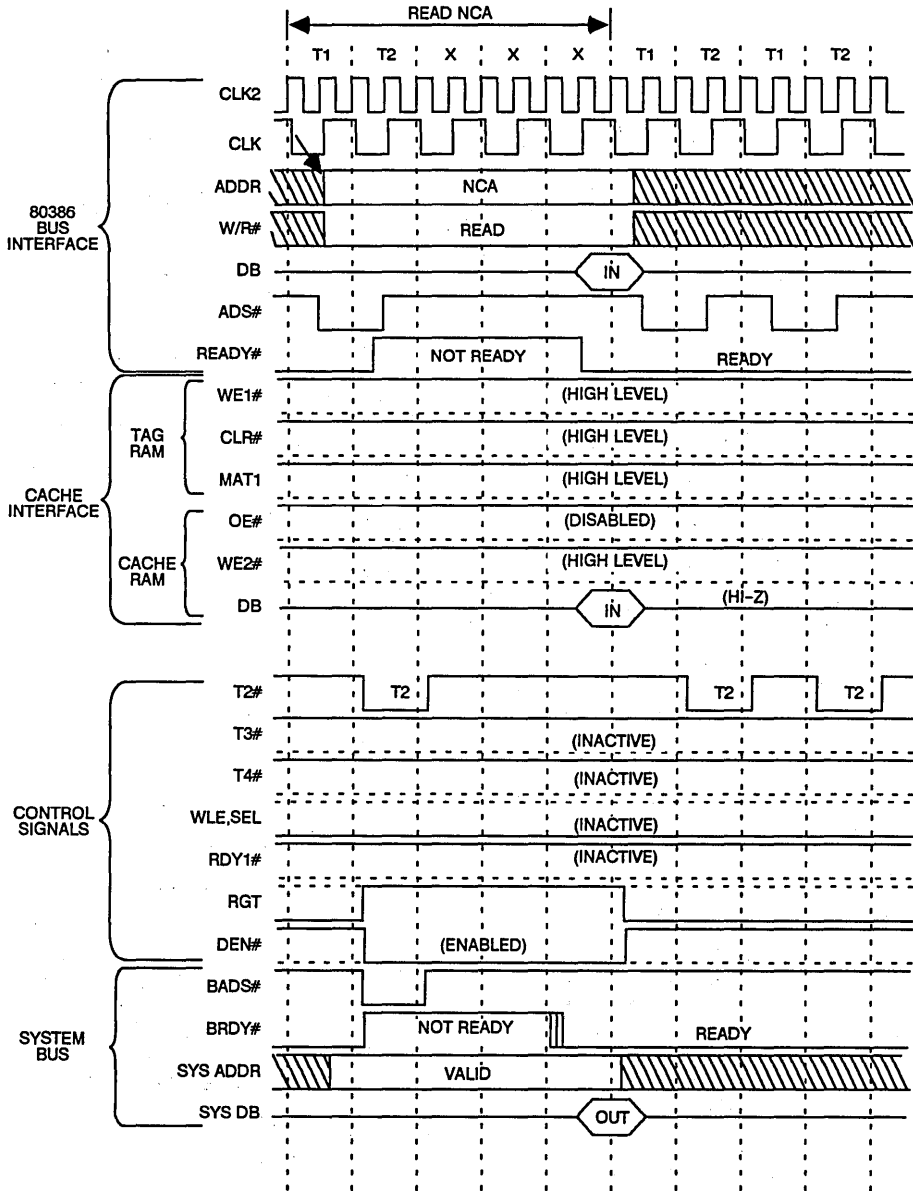 READ NCA
T1 T2 X X X T1 T2 T1 T2
CLK2
CLK
ADDR NCA
W/R# READ
DB IN
ADS#
READY# NOT READY READY
80386
BUS
INTERFACE
WE1# (HIGH LEVEL)
CLR# (HIGH LEVEL)
MAT1 (HIGH LEVEL)
TAG
RAM
OE# (DISABLED)
WE2# (HIGH LEVEL)
DB IN (HI-Z)
CACHE
RAM
CACHE
INTERFACE
T2# T2 T2 T2
T3# (INACTIVE)
T4# (INACTIVE)
WLE,SEL (INACTIVE)
RDY1# (INACTIVE)
RGT
DEN# (ENABLED)
CONTROL
SIGNALS
BADS#
BRDY# NOT READY READY
SYS ADDR VALID
SYS DB OUT
SYSTEM
BUS